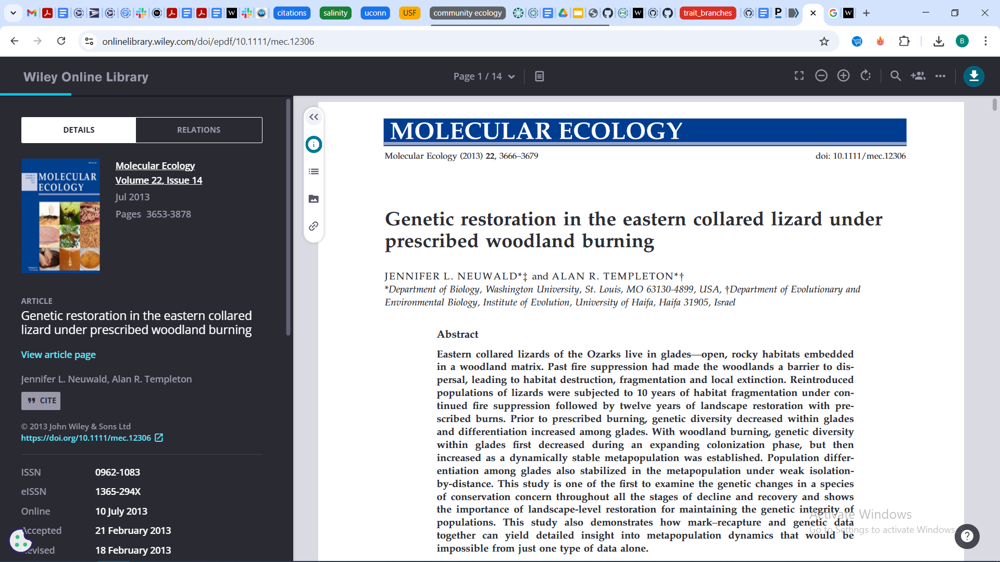 citations
salinity
uconn
USF
community ecology
trait_branches
onlinelibrary.wiley.com/doi/epdf/10.1111/mec.12306
B
Wiley Online Library
Page 1 / 14
DETAILS
RELATIONS
MOLECULAR ECOLOGY
Molecular Ecology
Volume 22, Issue 14
Jul 2013
Pages 3653-3878
ARTICLE
Genetic restoration in the eastern collared
lizard under prescribed woodland burning
View article page
Jennifer L. Neuwald, Alan R. Templeton
CITE
© 2013 John Wiley & Sons Ltd
https://doi.org/10.1111/mec.12306
ISSN 0962-1083
eISSN 1365-294X
Online 10 July 2013
Accepted 21 February 2013
Revised 18 February 2013
MOLECULAR ECOLOGY
Molecular Ecology (2013) 22, 3666–3679 doi: 10.1111/mec.12306
Genetic restoration in the eastern collared lizard under
prescribed woodland burning
JENNIFER L. NEUWALD*‡ and ALAN R. TEMPLETON*†
*Department of Biology, Washington University, St. Louis, MO 63130-4899, USA, †Department of Evolutionary and
Environmental Biology, Institute of Evolution, University of Haifa, Haifa 31905, Israel
Abstract
Eastern collared lizards of the Ozarks live in glades—open, rocky habitats embedded
in a woodland matrix. Past fire suppression had made the woodlands a barrier to dis-
persal, leading to habitat destruction, fragmentation and local extinction. Reintroduced
populations of lizards were subjected to 10 years of habitat fragmentation under con-
tinued fire suppression followed by twelve years of landscape restoration with pre-
scribed burns. Prior to prescribed burning, genetic diversity decreased within glades
and differentiation increased among glades. With woodland burning, genetic diversity
within glades first decreased during an expanding colonization phase, but then
increased as a dynamically stable metapopulation was established. Population differ-
entiation among glades also stabilized in the metapopulation under weak isolation-
by-distance. This study is one of the first to examine the genetic changes in a species
of conservation concern throughout all the stages of decline and recovery and shows
the importance of landscape-level restoration for maintaining the genetic integrity of
populations. This study also demonstrates how mark–recapture and genetic data
together can yield detailed insight into metapopulation dynamics that would be
impossible from just one type of data alone.
Activate Windows
Go to Settings to activate Windows.